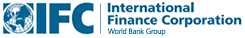 IFC International
Finance Corporation
World Bank Group